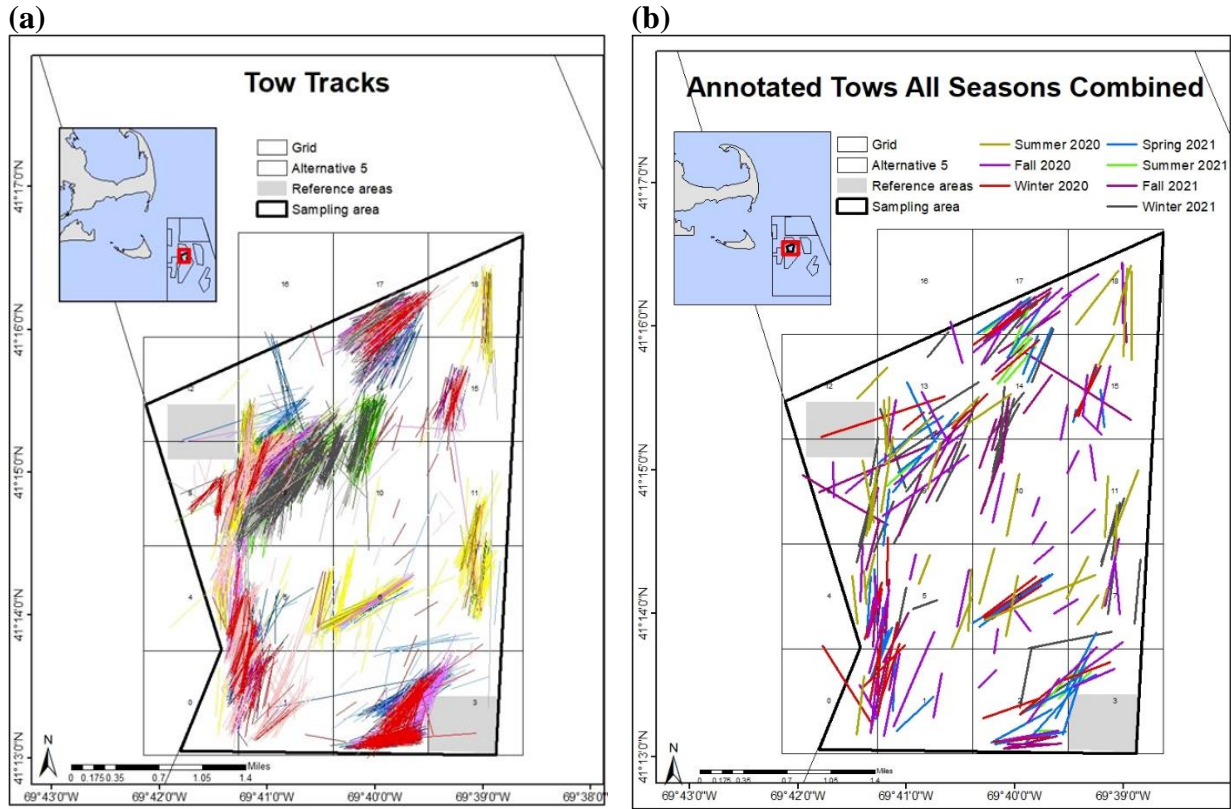 (a)
Tow Tracks
Grid
Alternative 5
Reference areas
Sampling area
41°17'0"N
41°16'0"N
41°15'0"N
41°14'0"N
41°13'0"N
16
17
18
12
14
15
10
11
4
6
0
1
3
N
0 0.175 0.35 0.7 1.05 1.4
Miles
69°43'0"W 69°42'0"W 69°41'0"W 69°40'0"W 69°39'0"W 69°38'0"W
(b)
Annotated Tows All Seasons Combined
Grid
Alternative 5
Reference areas
Sampling area
Summer 2020
Fall 2020
Winter 2020
Spring 2021
Summer 2021
Fall 2021
Winter 2021
41°17'0"N
41°16'0"N
41°15'0"N
41°14'0"N
41°13'0"N
16
17
18
12
13
14
15
10
11
4
5
7
0
1
2
3
N
0 0.175 0.35 0.7 1.05 1.4
Miles
69°43'0"W 69°42'0"W 69°41'0"W 69°40'0"W 69°39'0"W 69°38'0"W